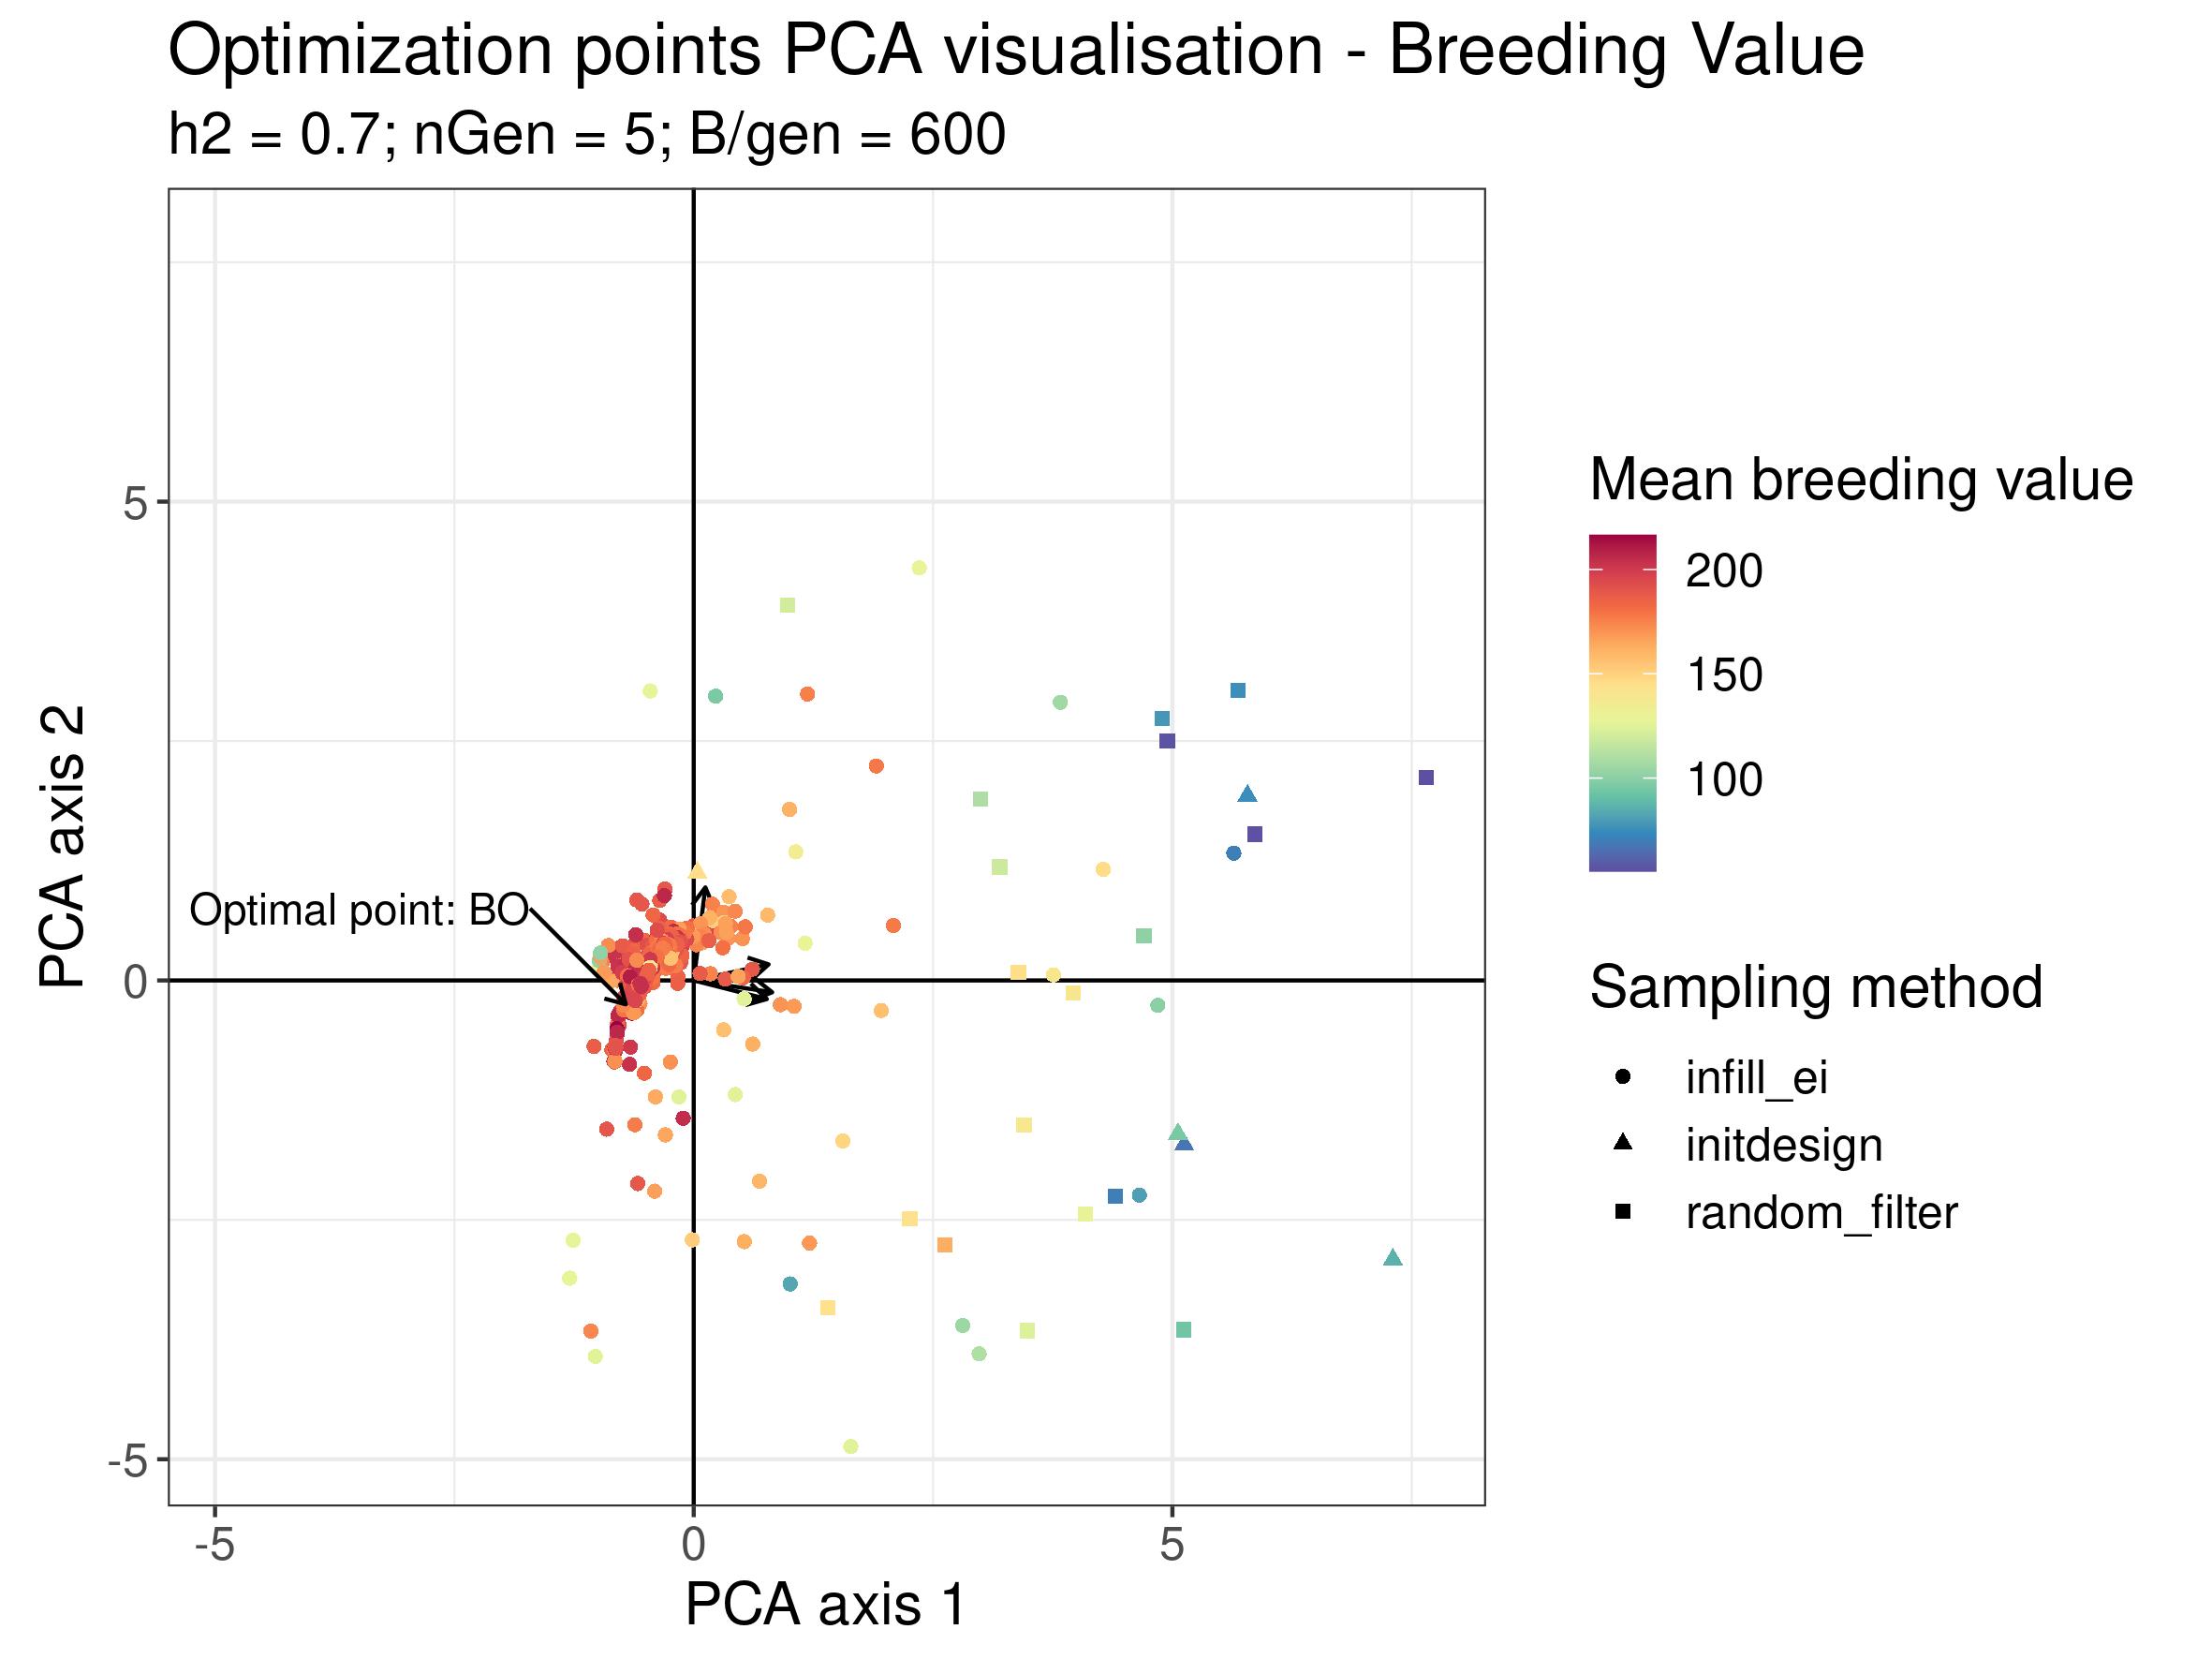 Optimization points PCA visualisation - Breeding Value
h2 = 0.7; nGen = 5; B/gen = 600
PCA axis 2
5
0
-5
Optimal point: BO
-5
0
5
PCA axis 1
Mean breeding value
200
150
100
Sampling method
infill_ei
initdesign
random_filter